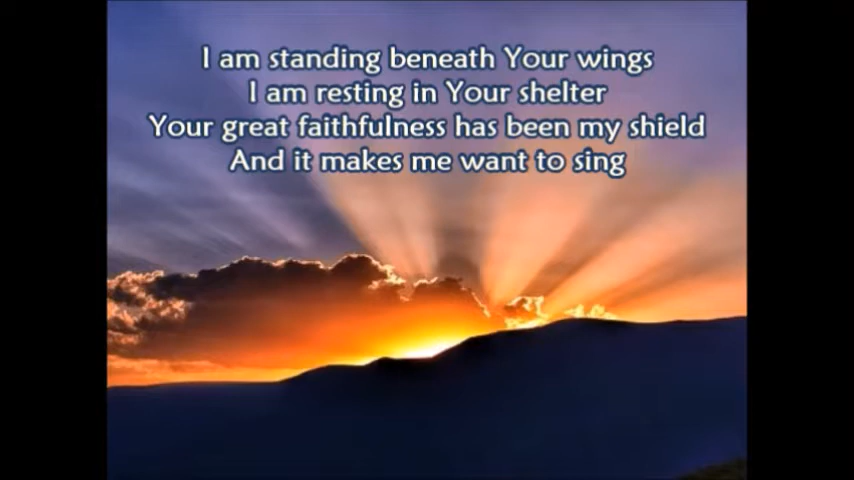 I am standing beneath Your wings
I am resting in Your shelter
Your great faithfulness has been my shield
And it makes me want to sing